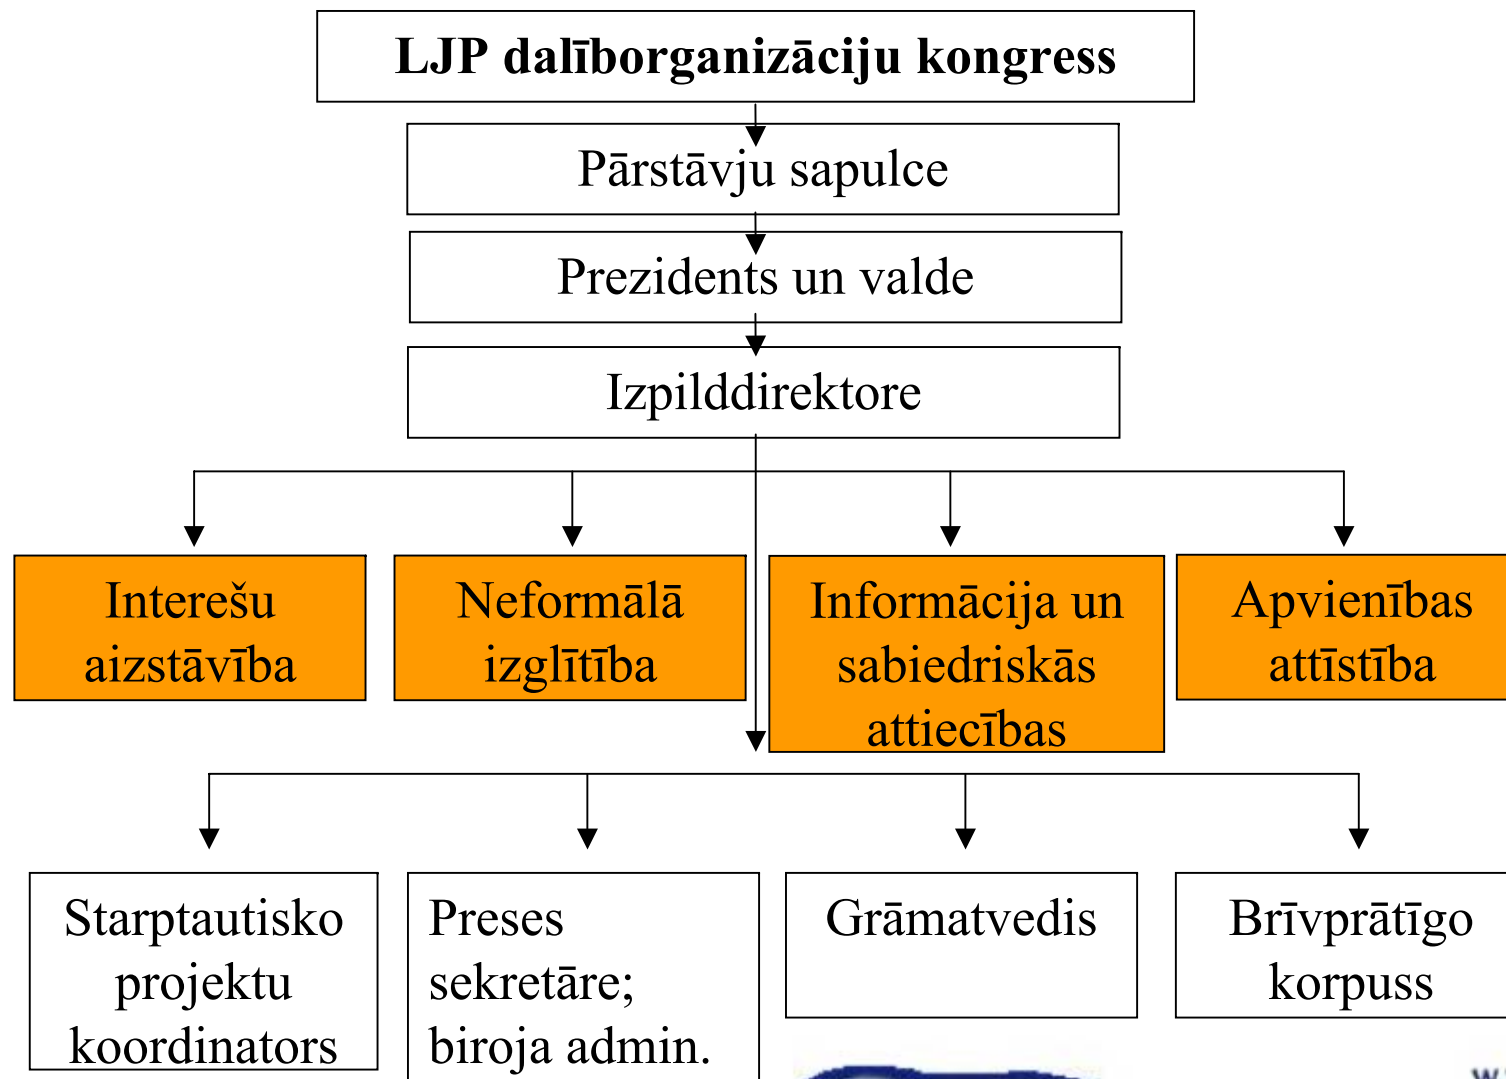 LJP dalīborganizāciju kongress
Pārstāvju sapulce
Prezidents un valde
Izpilddirektore
Interešu
aizstāvība
Neformālā
izglītība
Informācija un
sabiedriskās
attiecības
Apvienības
attīstība
Starptautisko
projektu
koordinators
Preses
sekretāre;
biroja admin.
Grāmatvedis
Brīvprātīgo
korpuss